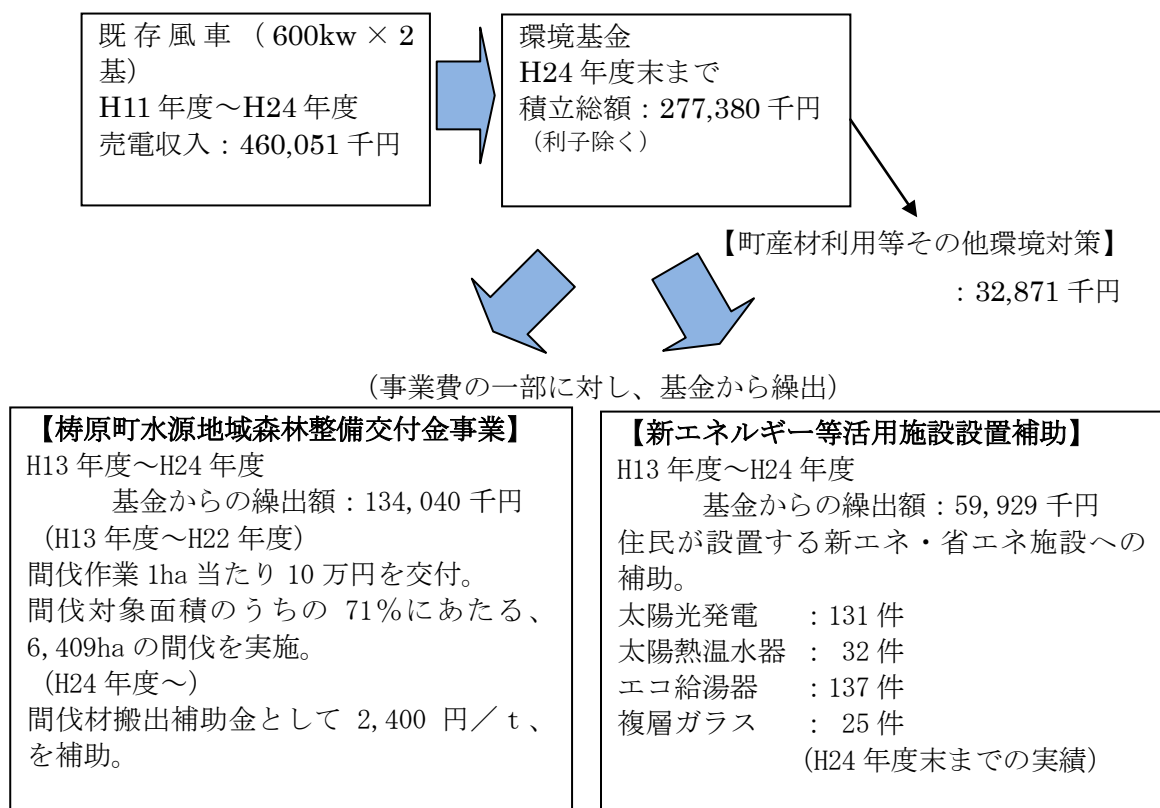 既存風車（600kw×2
基）
H11年度～H24年度
売電収入：460,051千円
環境基金
H24年度末まで
積立総額：277,380千円
（利子除く）
【町産材利用等その他環境対策】
：32,871千円
（事業費の一部に対し、基金から繰出）
【梼原町水源地域森林整備交付金事業】
H13年度～H24年度
基金からの繰出額：134,040千円
（H13年度～H22年度）
間伐作業1ha当たり10万円を交付。
間伐対象面積のうちの71％にあたる、
6,409haの間伐を実施。
（H24年度～）
間伐材搬出補助金として 2,400 円／ｔ、
を補助。
【新エネルギー等活用施設設置補助】
H13年度～H24年度
基金からの繰出額：59,929千円
住民が設置する新エネ・省エネ施設への
補助。
太陽光発電　：131件
太陽熱温水器 ： 32件
エコ給湯器　：137件
複層ガラス　： 25件
（H24年度末までの実績）